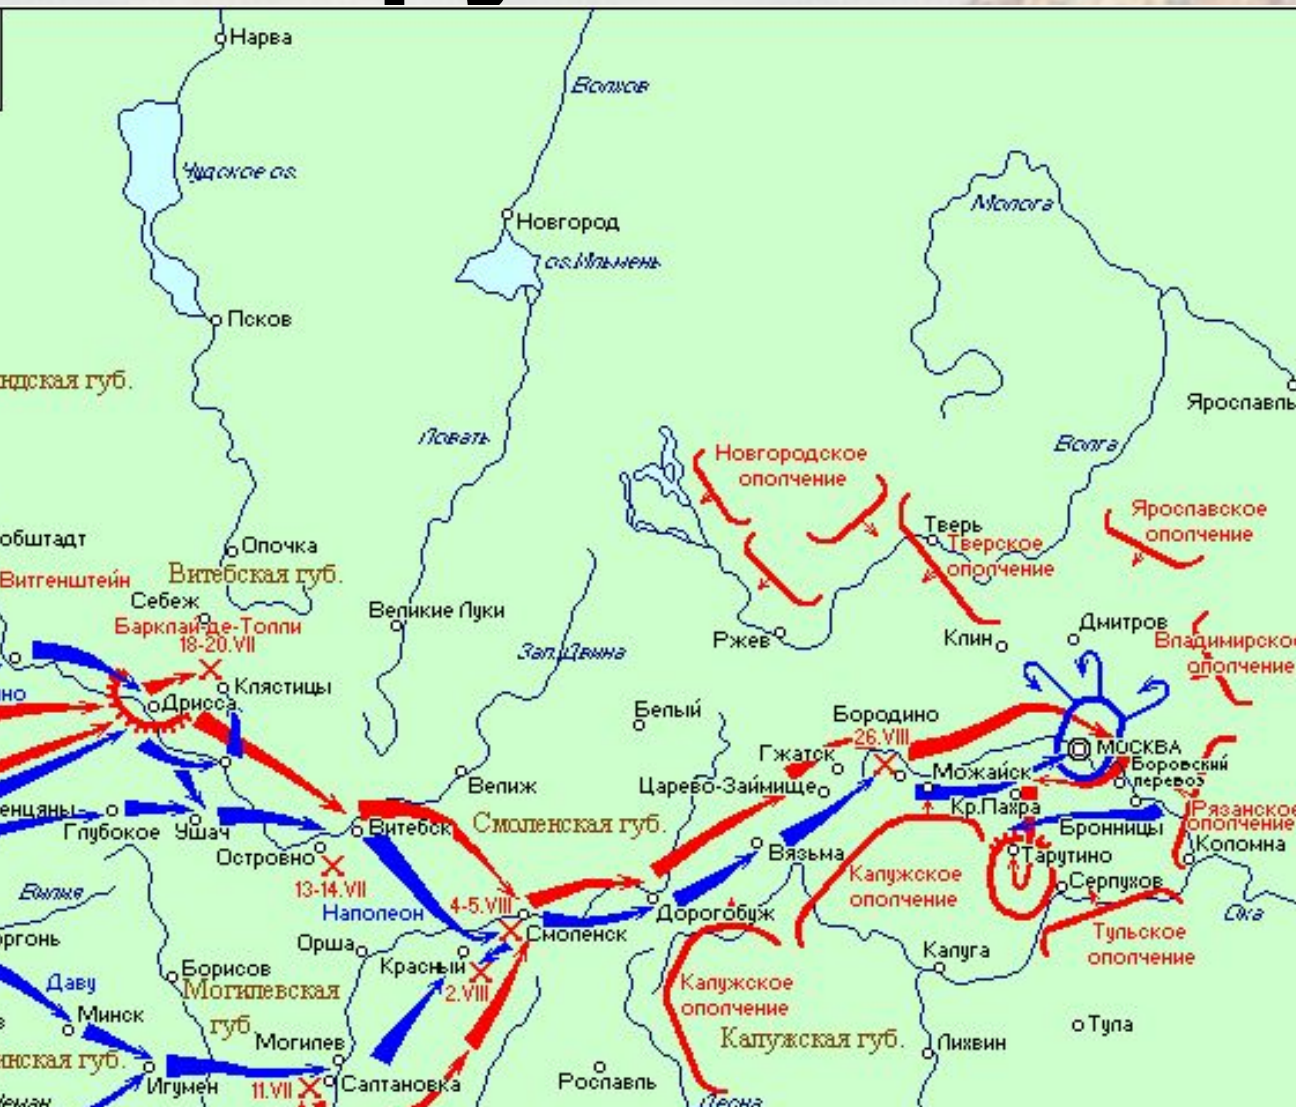 Нарва
Волхов
Чудское оз.
Молога
Новгород
оз.Ильмень
Псков
ндская губ.
Ярославль
Ловать
Волга
Новгородское
ополчение
Ярославское
ополчение
Тверь
Тверское
ополчение
обштадт
Опочка
Витгенштейн
Витебская губ.
Себеж
Великие Луки
Барклай-де-Толли
18-20.VII
Ржев
Клин
Дмитров
Владимирско
ополчение
Зап.Двина
но
Клястицы
Дрисса
Белый
Бородино
26.VIII
Гжатск
МОСКВА
Боровский
перевоз
Можайск
Велиж
Царево-Займище
Кр.Пахра
Рязанско
ополчение
енцяны
Глубокое
Ушач
Витебск
Смоленская губ.
Бронницы
Коломна
Островно
13-14.VII
Вязьма
Тарутино
Калужское
ополчение
Серпухов
Вилия
Наполеон
4-5.VIII
Дорогобуж
Ока
Смоленск
Тульское
ополчение
ргонь
Орша
Красный
2.VIII
Калуга
Борисов
Даву
Могилевская
губ.
Калужское
ополчение
Минск
Тула
Калужская губ.
Могилев
Лихвин
нская губ.
Игумен
11.VII
Салтановка
Рославль
Десна